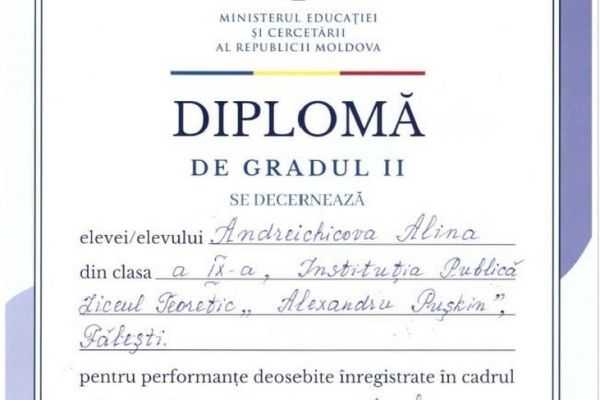 MINISTERUL EDUCAȚIEI
ȘI CERCETĂRII
AL REPUBLICII MOLDOVA
DIPLOMĂ
DE GRADUL II
SE DECERNEAZĂ
elevei/elevului Andreichicova Alina
din clasa a IX-a, Instituția Publică
Liceul Teoretic „Alexandru Pușkin”,
Fălești.
pentru performanțe deosebite înregistrate în cadrul